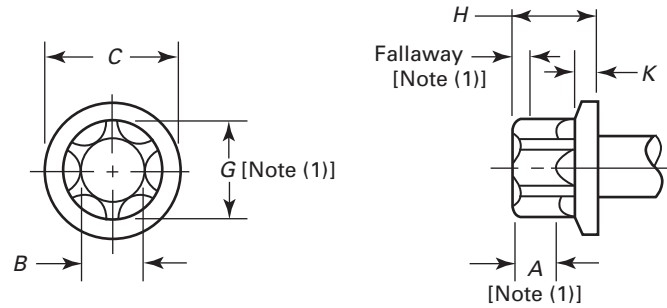 H
C
Fallaway
[Note (1)]
K
G [Note (1)]
B
A
[Note (1)]